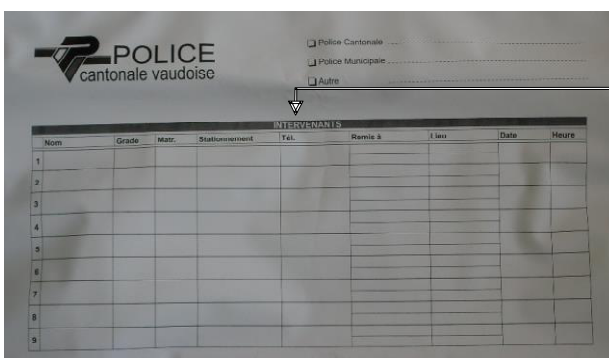 POLICE
cantonale vaudoise
Police Cantonale
Police Municipale
Autre
INTERVENANTS
Nom Grade Matr. Stationnement Tél. Remis à Lieu Date Heure
1
2
3
4
5
6
7
8
9